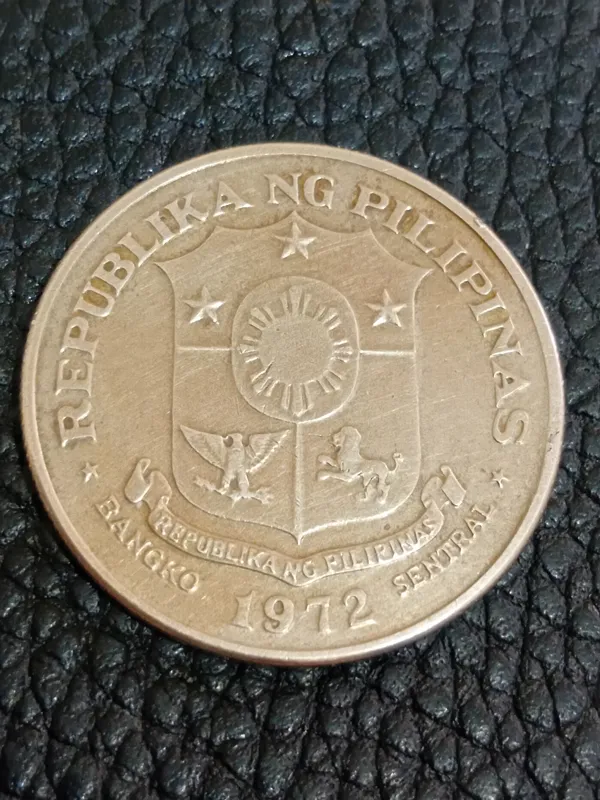 REPUBLIKA NG PILIPINAS
REPUBLIKA NG PILIPINAS
BANGKO SENTRAL
1972